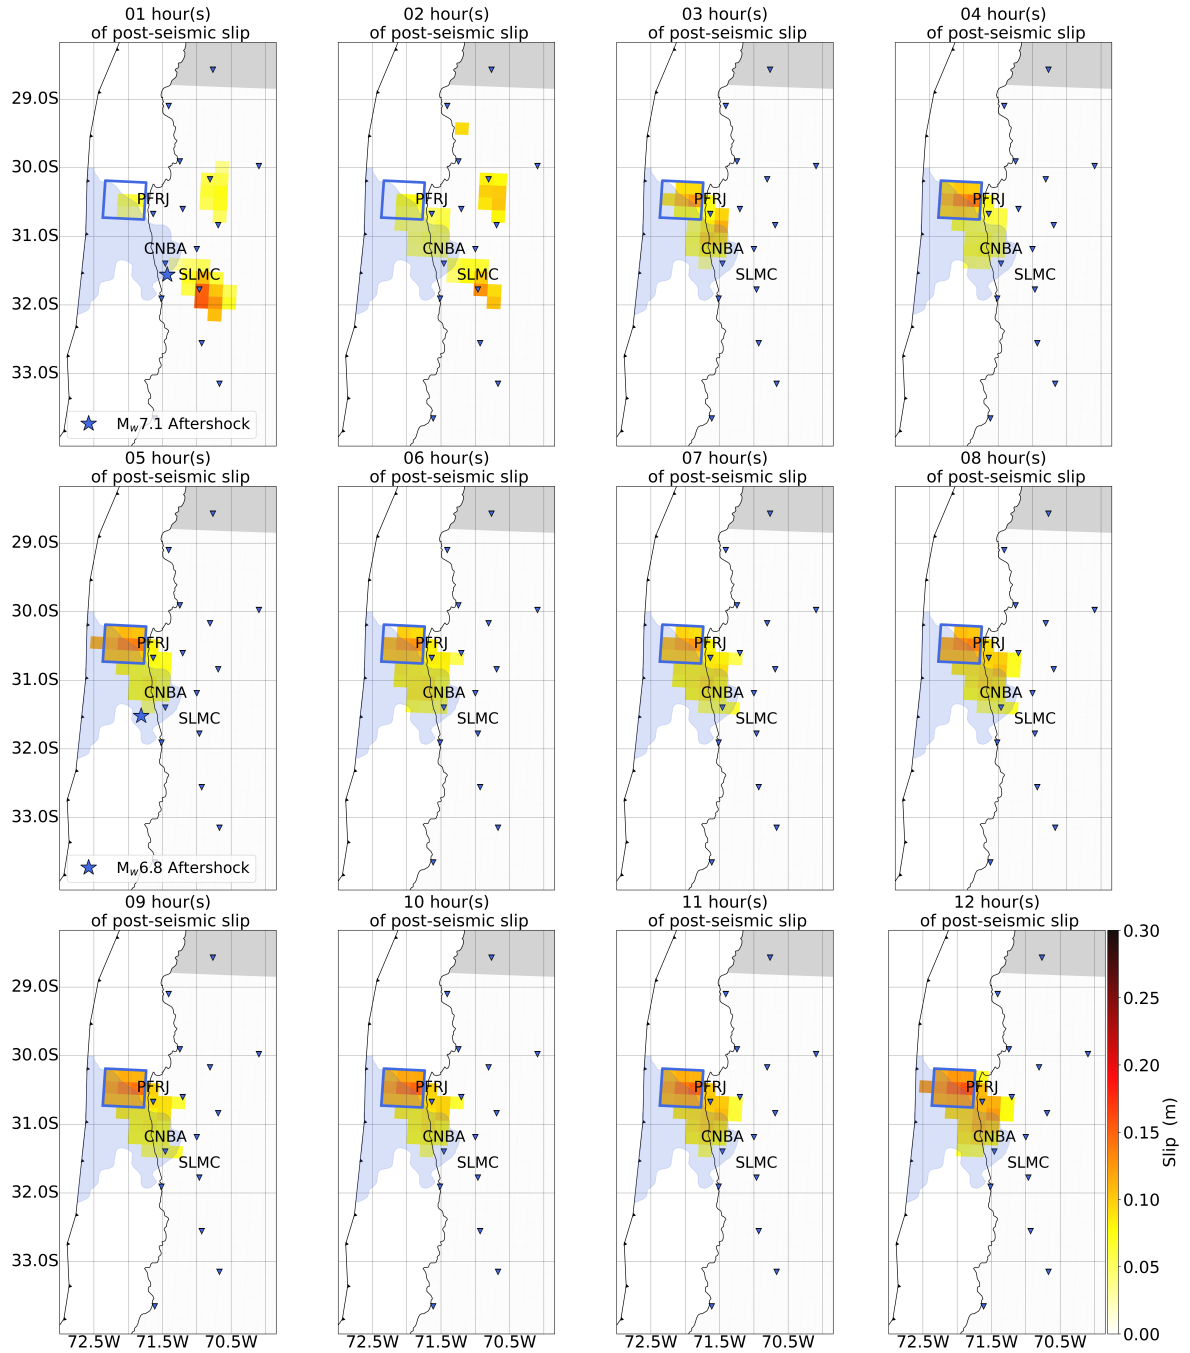 01 hour(s)
of post-seismic slip
02 hour(s)
of post-seismic slip
03 hour(s)
of post-seismic slip
04 hour(s)
of post-seismic slip
29.0S
30.0S
31.0S
32.0S
33.0S
PFRJ
CNBA
SLMC
Mw7.1 Aftershock
PFRJ
CNBA
SLMC
PFRJ
CNBA
SLMC
PFRJ
CNBA
SLMC
05 hour(s)
of post-seismic slip
06 hour(s)
of post-seismic slip
07 hour(s)
of post-seismic slip
08 hour(s)
of post-seismic slip
29.0S
30.0S
31.0S
32.0S
33.0S
PFRJ
CNBA
SLMC
Mw6.8 Aftershock
PFRJ
CNBA
SLMC
PFRJ
CNBA
SLMC
PFRJ
CNBA
SLMC
09 hour(s)
of post-seismic slip
10 hour(s)
of post-seismic slip
11 hour(s)
of post-seismic slip
12 hour(s)
of post-seismic slip
29.0S
30.0S
31.0S
32.0S
33.0S
PFRJ
CNBA
SLMC
PFRJ
CNBA
SLMC
PFRJ
CNBA
SLMC
PFRJ
CNBA
SLMC
72.5W 71.5W 70.5W
72.5W 71.5W 70.5W
72.5W 71.5W 70.5W
72.5W 71.5W 70.5W
0.30
0.25
0.20
0.15
0.10
0.05
0.00
Slip (m)